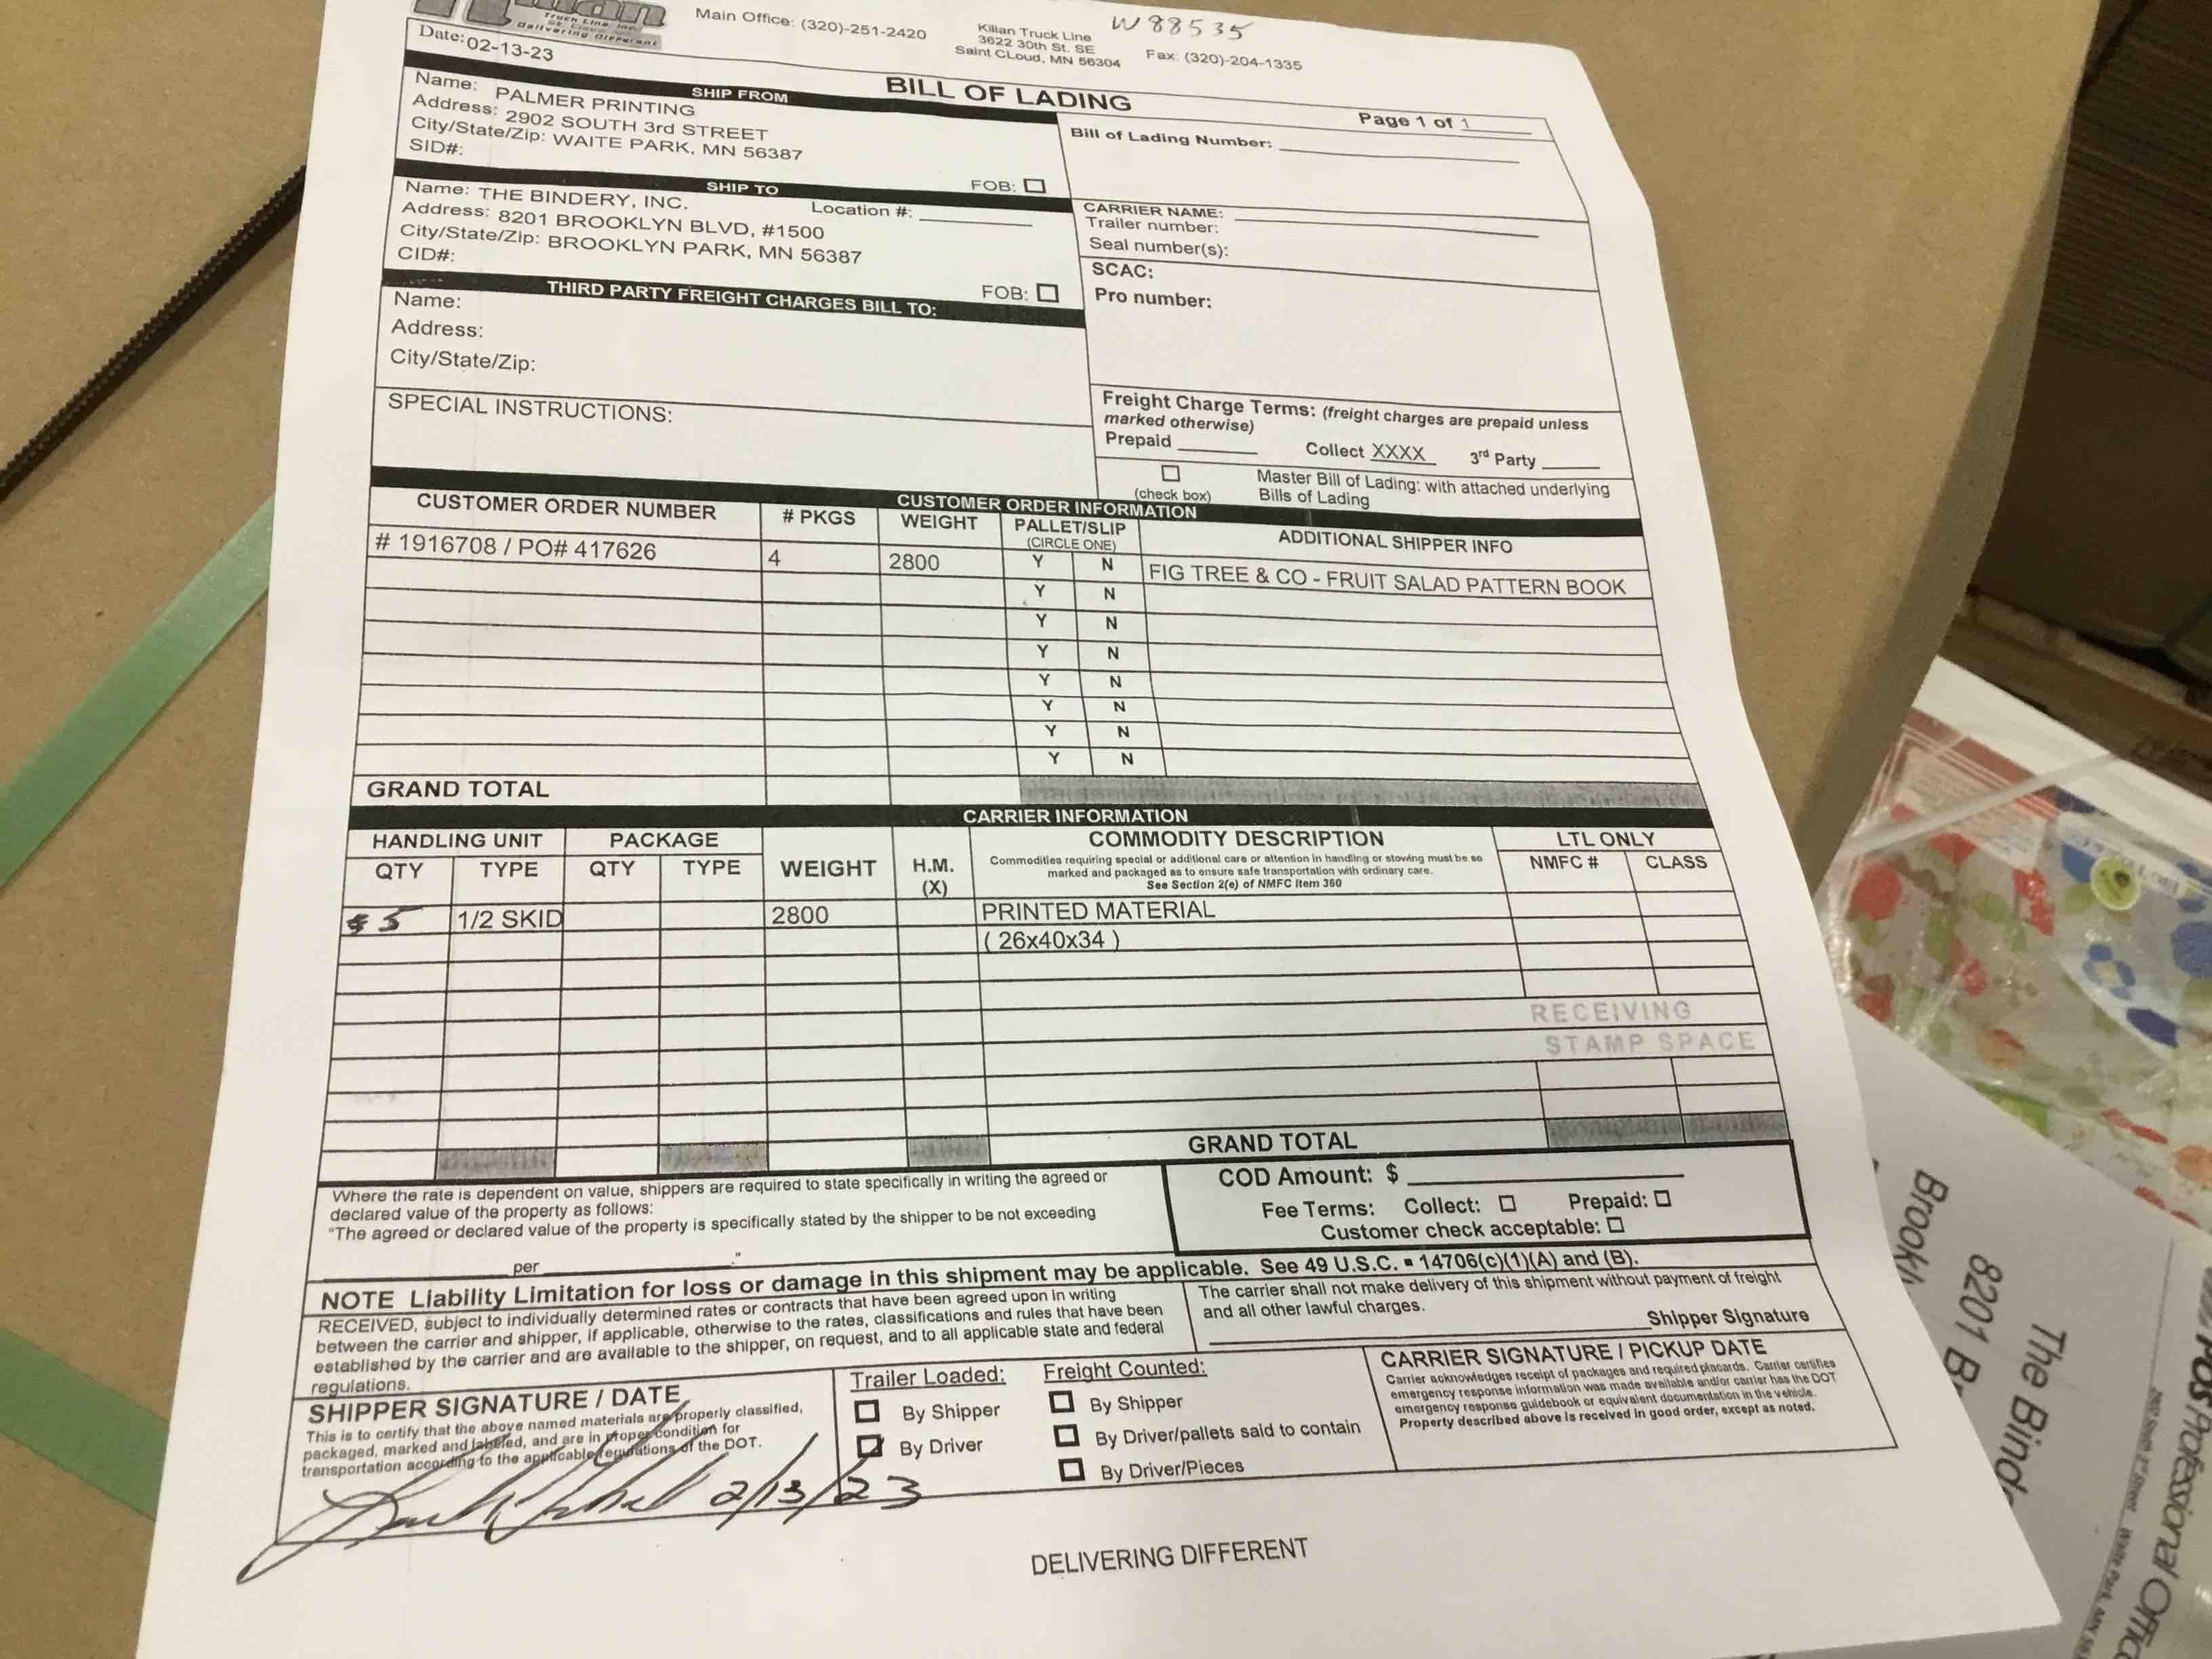 Truck Line, Inc.
St. Cloud, MN
Delivering Different
Main Office: (320)-251-2420
Kilian Truck Line
3622 30th St. SE
Saint CLoud, MN 56304
W88535
Fax: (320)-204-1335
Date: 02-13-23
BILL OF LADING
Page 1 of 1
SHIP FROM
Name: PALMER PRINTING
Address: 2902 SOUTH 3rd STREET
City/State/Zip: WAITE PARK, MN 56387
SID#:
FOB:
Bill of Lading Number:
SHIP TO
Name: THE BINDERY, INC.
Location #:
Address: 8201 BROOKLYN BLVD, #1500
City/State/Zip: BROOKLYN PARK, MN 56387
CID#:
FOB:
CARRIER NAME:
Trailer number:
Seal number(s):
SCAC:
Pro number:
THIRD PARTY FREIGHT CHARGES BILL TO:
Name:
Address:
City/State/Zip:
SPECIAL INSTRUCTIONS:
Freight Charge Terms: (freight charges are prepaid unless
marked otherwise)
Prepaid Collect XXXX 3rd Party
(check box)
Master Bill of Lading: with attached underlying
Bills of Lading
CUSTOMER ORDER INFORMATION
CUSTOMER ORDER NUMBER # PKGS WEIGHT PALLET/SLIP (CIRCLE ONE) ADDITIONAL SHIPPER INFO
# 1916708 / PO# 417626 4 2800 Y N FIG TREE & CO - FRUIT SALAD PATTERN BOOK
Y N
Y N
Y N
Y N
Y N
Y N
Y N
GRAND TOTAL
CARRIER INFORMATION
HANDLING UNIT PACKAGE COMMODITY DESCRIPTION LTL ONLY
QTY TYPE QTY TYPE WEIGHT H.M. (X)
Commodities requiring special or additional care or attention in handling or stowing must be so
marked and packaged as to ensure safe transportation with ordinary care.
See Section 2(e) of NMFC Item 360
NMFC # CLASS
5 1/2 SKID 2800 PRINTED MATERIAL
( 26x40x34 )
RECEIVING
STAMP SPACE
GRAND TOTAL
Where the rate is dependent on value, shippers are required to state specifically in writing the agreed or
declared value of the property as follows:
"The agreed or declared value of the property is specifically stated by the shipper to be not exceeding
per ."
COD Amount: $
Fee Terms: Collect: Prepaid:
Customer check acceptable:
NOTE Liability Limitation for loss or damage in this shipment may be applicable. See 49 U.S.C. - 14706(c)(1)(A) and (B).
RECEIVED, subject to individually determined rates or contracts that have been agreed upon in writing
between the carrier and shipper, if applicable, otherwise to the rates, classifications and rules that have been
established by the carrier and are available to the shipper, on request, and to all applicable state and federal
regulations.
The carrier shall not make delivery of this shipment without payment of freight
and all other lawful charges.
Shipper Signature
SHIPPER SIGNATURE / DATE
This is to certify that the above named materials are properly classified,
packaged, marked and labeled, and are in proper condition for
transportation according to the applicable regulations of the DOT.
2/13/23
Trailer Loaded:
By Shipper
By Driver
Freight Counted:
By Shipper
By Driver/pallets said to contain
By Driver/Pieces
CARRIER SIGNATURE / PICKUP DATE
Carrier acknowledges receipt of packages and required placards. Carrier certifies
emergency response information was made available and/or carrier has the DOT
emergency response guidebook or equivalent documentation in the vehicle.
Property described above is received in good order, except as noted.
DELIVERING DIFFERENT
The Bind
8201 B
Brookl
Professional Offic